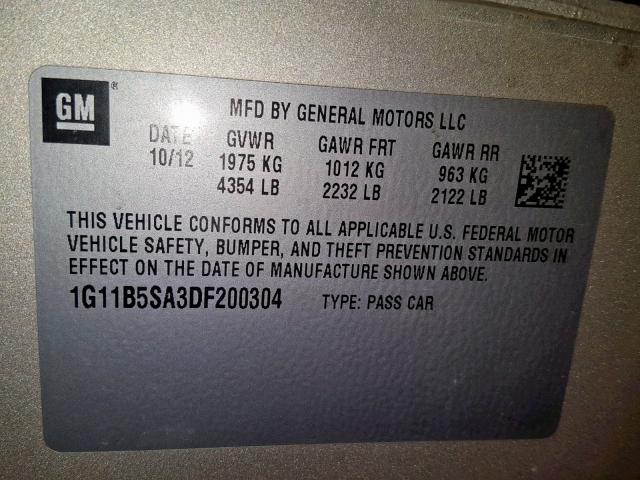 GM ®
MFD BY GENERAL MOTORS LLC
DATE GVWR GAWR FRT GAWR RR
10/12 1975 KG 1012 KG 963 KG
4354 LB 2232 LB 2122 LB
THIS VEHICLE CONFORMS TO ALL APPLICABLE U.S. FEDERAL MOTOR
VEHICLE SAFETY, BUMPER, AND THEFT PREVENTION STANDARDS IN
EFFECT ON THE DATE OF MANUFACTURE SHOWN ABOVE.
1G11B5SA3DF200304 TYPE: PASS CAR